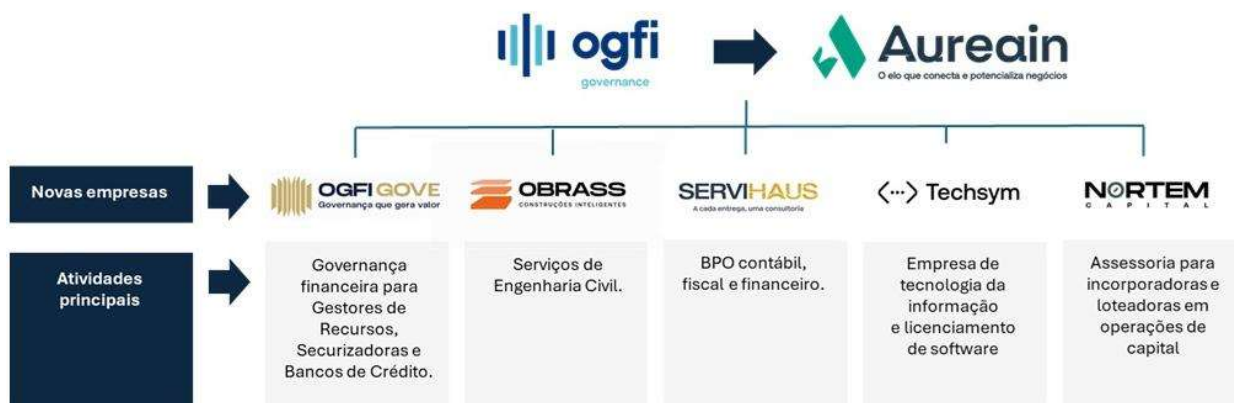 ogfi
governance
Aureain
O elo que conecta e potencializa negócios
Novas empresas
OGFI GOVE
Governança que gera valor
OBRASS
CONSTRUÇÕES INTELIGENTES
SERVIHAUS
A cada entrega, uma consultoria
<···> Techsym
NORTEM
CAPITAL
Atividades
principais
Governança
financeira para
Gestores de
Recursos,
Securizadoras e
Bancos de Crédito.
Serviços de
Engenharia Civil.
BPO contábil,
fiscal e financeiro.
Empresa de
tecnologia da
informação
e licenciamento
de software
Assessoria para
incorporadoras e
loteadoras em
operações de
capital